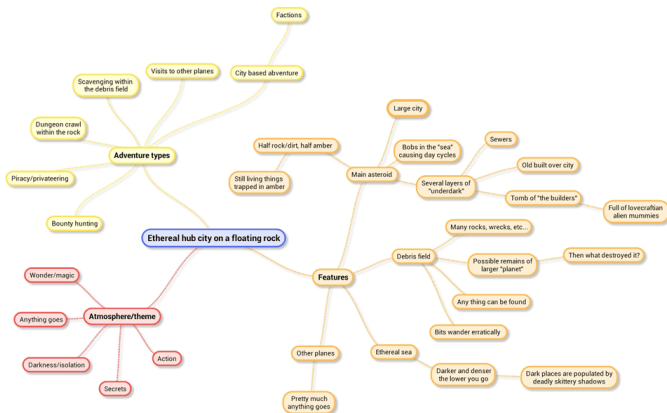 Factions
Visits to other planes
City based abventure
Scavenging within
the debris field
Dungeon crawl
within the rock
Adventure types
Piracy/privateering
Bounty hunting
Ethereal hub city on a floating rock
Wonder/magic
Anything goes
Atmosphere/theme
Darkness/isolation
Secrets
Action
Large city
Half rock/dirt, half amber
Still living things
trapped in amber
Main asteroid
Bobs in the "sea"
causing day cycles
Several layers of
"underdark"
Sewers
Old built over city
Tomb of "the builders"
Full of lovecraftian
alien mummies
Features
Debris field
Many rocks, wrecks, etc...
Possible remains of
larger "planet"
Then what destroyed it?
Any thing can be found
Bits wander erratically
Ethereal sea
Darker and denser
the lower you go
Dark places are populated by
deadly skittery shadows
Other planes
Pretty much
anything goes